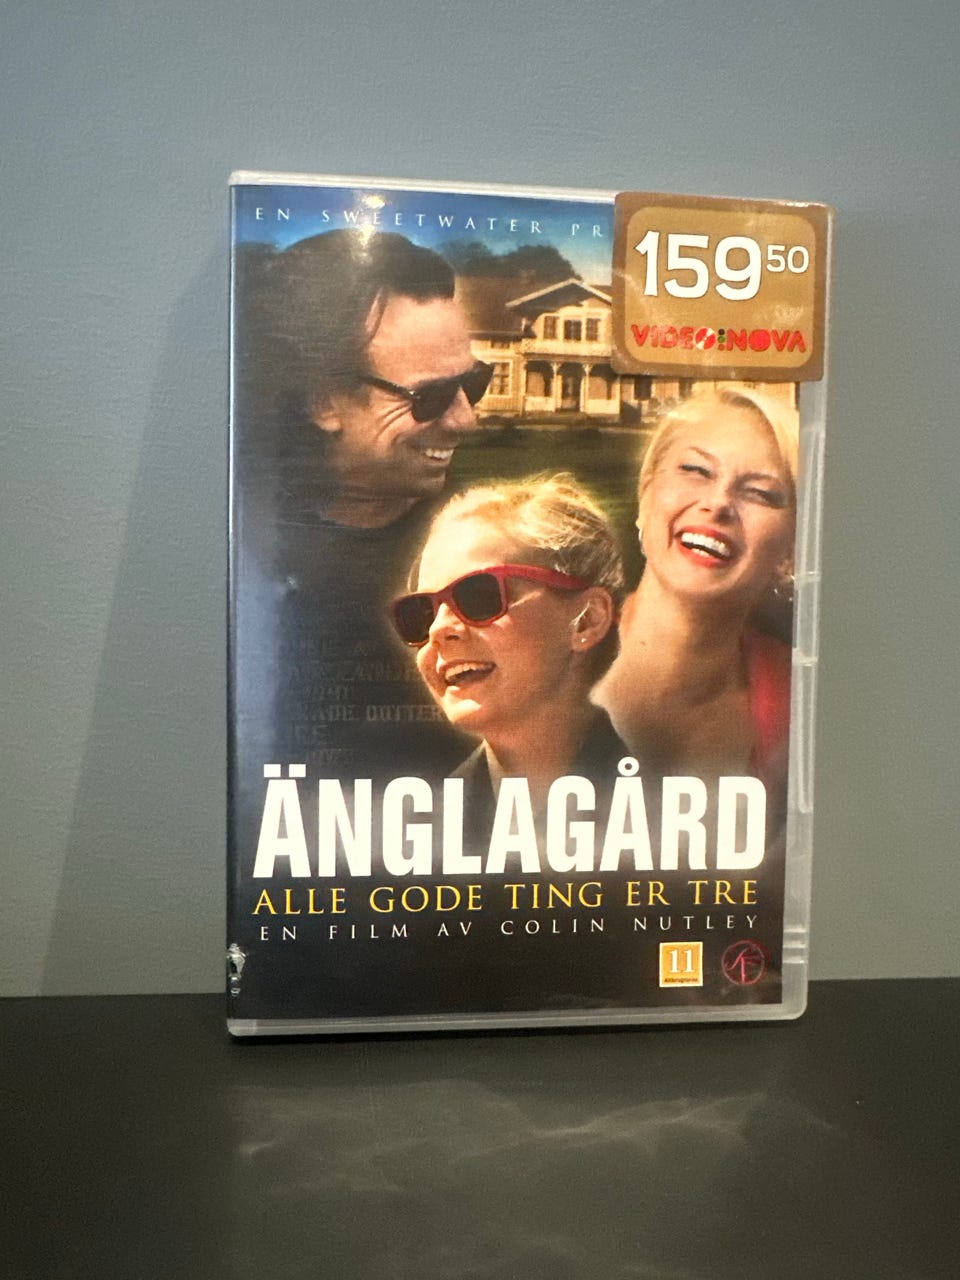 EN SWEETWATER PR
159 50
VIDEO:NOVA
ÄNGLAGÅRD
ALLE GODE TING ER TRE
EN FILM AV COLIN NUTLEY
11
SF